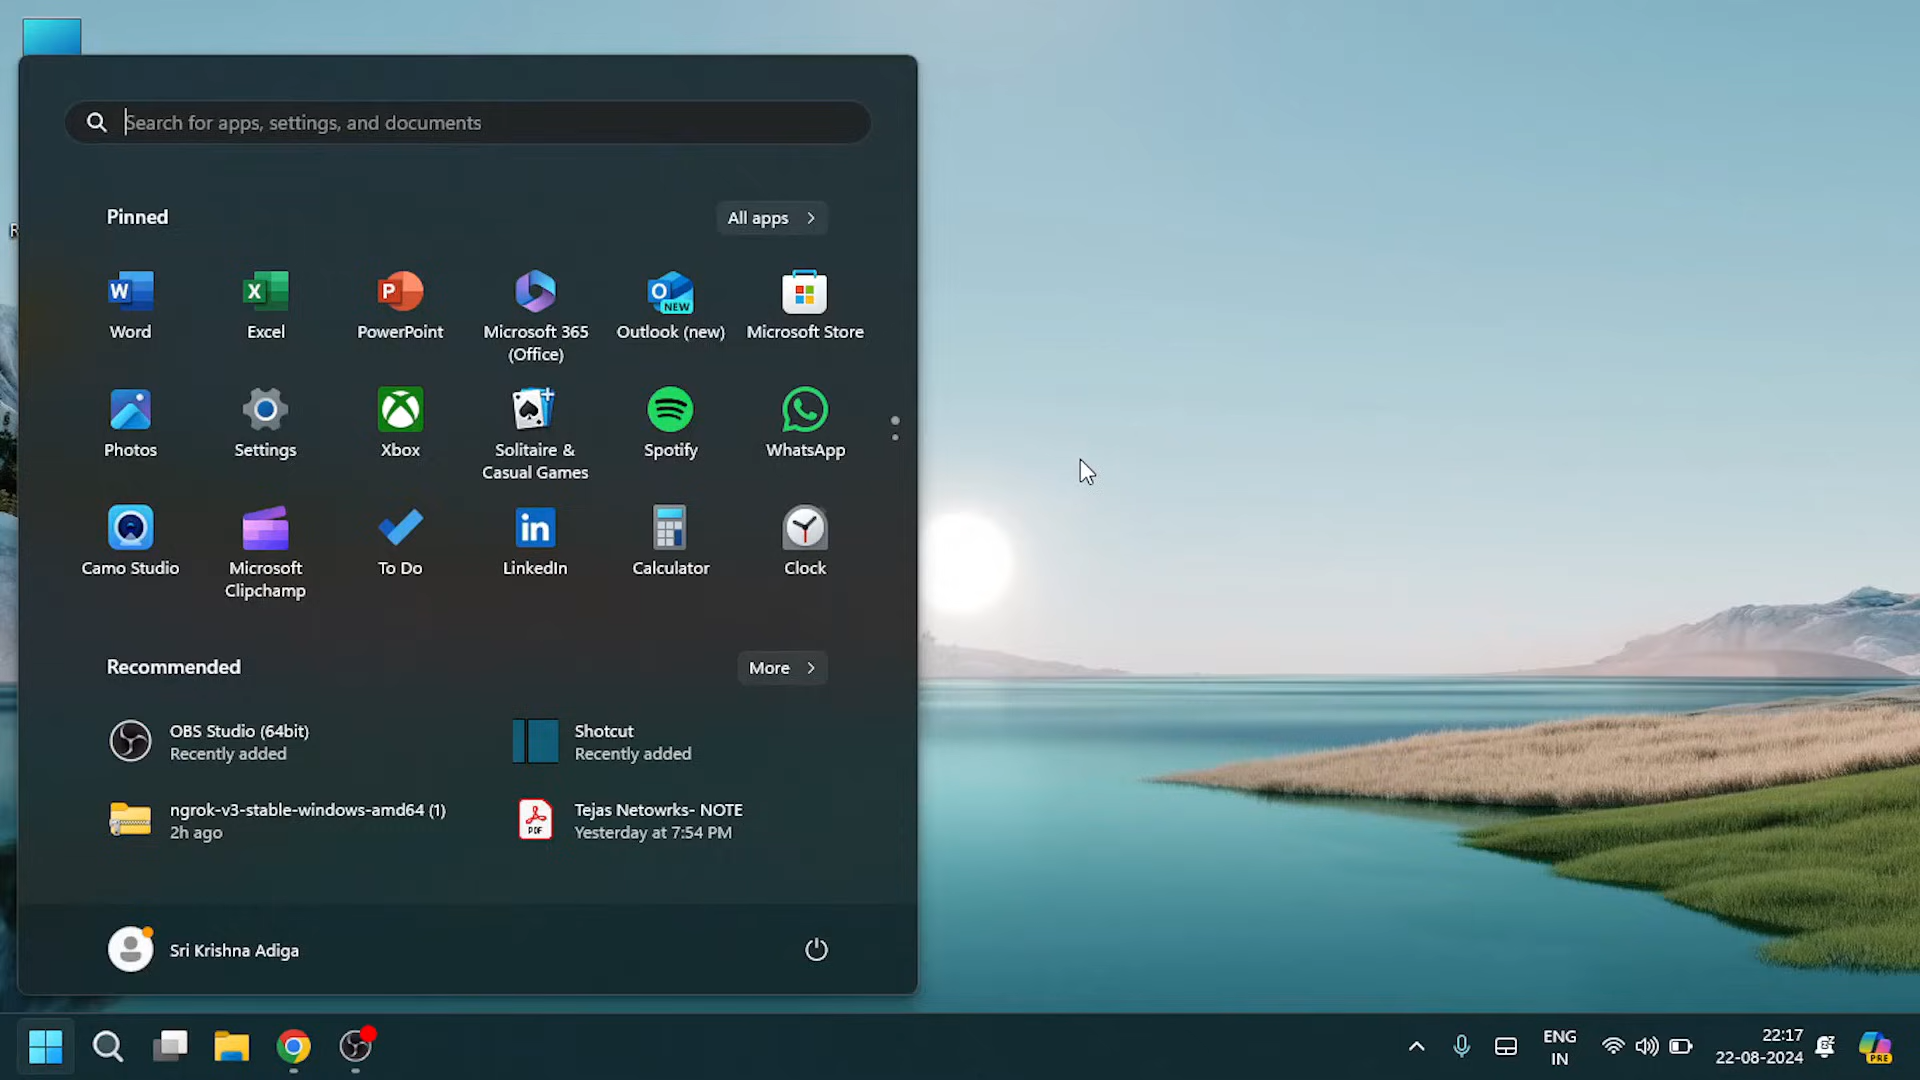 Search for apps, settings, and documents
Pinned
All apps
Word
Excel
PowerPoint
Microsoft 365
(Office)
Outlook (new)
Microsoft Store
Photos
Settings
Xbox
Solitaire &
Casual Games
Spotify
WhatsApp
Camo Studio
Microsoft
Clipchamp
To Do
LinkedIn
Calculator
Clock
Recommended
More
OBS Studio (64bit)
Recently added
Shotcut
Recently added
ngrok-v3-stable-windows-amd64 (1)
2h ago
Tejas Netowrks- NOTE
Yesterday at 7:54 PM
Sri Krishna Adiga
ENG
IN
22:17
22-08-2024
PRE